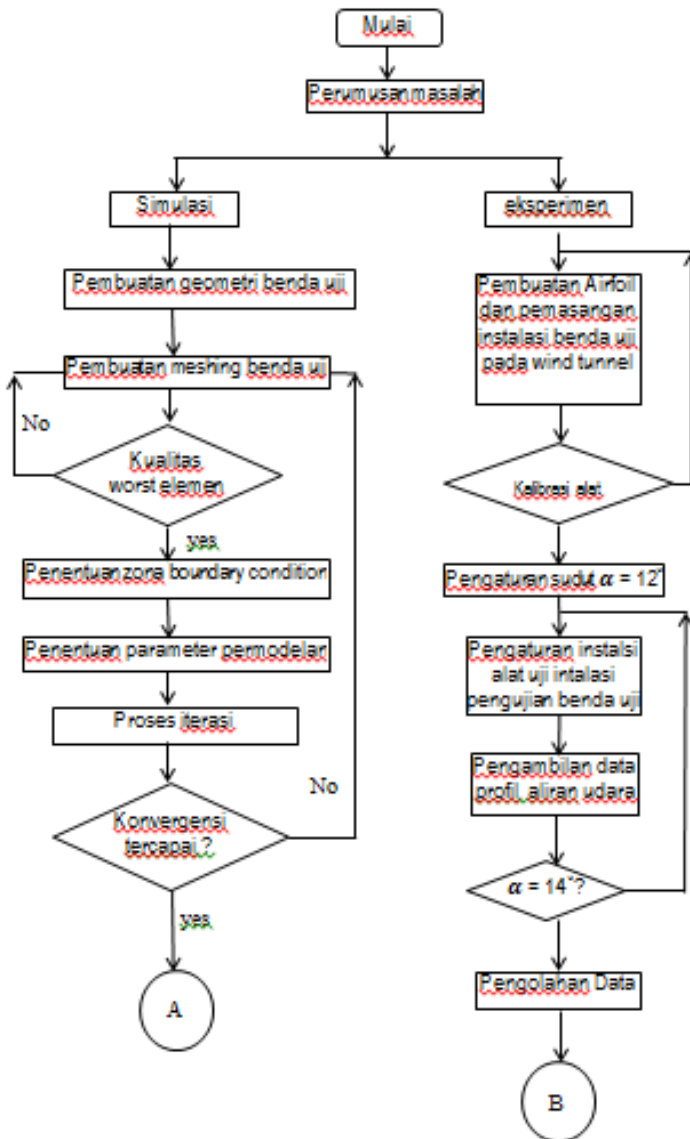 Mulai
Perumusan masalah
Simulasi
Pembuatan geometri benda uji
Pembuatan meshing benda uji
No
Kualitas
worst elemen
yes
Penentuan zona boundary condition
Penentuan parameter permodelan
Proses iterasi
No
Konvergensi
tercapai ?
yes
A
eksperimen
Pembuatan Airfoil
dan pemasangan
instalasi benda uji
pada wind tunnel
Kalibrasi alat
Pengaturan sudut α = 12°
Pengaturan instalsi
alat uji intalasi
pengujian benda uji
Pengambilan data
profil aliran udara
α = 14°?
Pengolahan Data
B